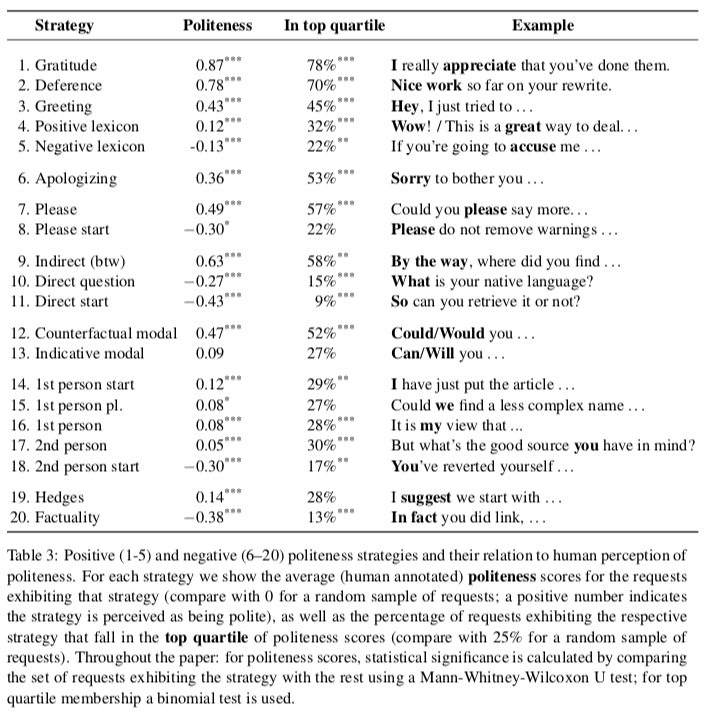 Strategy Politeness In top quartile Example
1. Gratitude 0.87*** 78%*** I really appreciate that you've done them.
2. Deference 0.78*** 70%*** Nice work so far on your rewrite.
3. Greeting 0.43*** 45%*** Hey, I just tried to . . .
4. Positive lexicon 0.12*** 32%*** Wow! / This is a great way to deal. . .
5. Negative lexicon -0.13*** 22%** If you're going to accuse me . . .
6. Apologizing 0.36*** 53%*** Sorry to bother you . . .
7. Please 0.49*** 57%*** Could you please say more. . .
8. Please start −0.30* 22% Please do not remove warnings . . .
9. Indirect (btw) 0.63*** 58%** By the way, where did you find . . .
10. Direct question −0.27*** 15%*** What is your native language?
11. Direct start −0.43*** 9%*** So can you retrieve it or not?
12. Counterfactual modal 0.47*** 52%*** Could/Would you . . .
13. Indicative modal 0.09 27% Can/Will you . . .
14. 1st person start 0.12*** 29%** I have just put the article . . .
15. 1st person pl. 0.08* 27% Could we find a less complex name . . .
16. 1st person 0.08*** 28%*** It is my view that ...
17. 2nd person 0.05*** 30%*** But what's the good source you have in mind?
18. 2nd person start −0.30*** 17%** You've reverted yourself . . .
19. Hedges 0.14*** 28% I suggest we start with . . .
20. Factuality −0.38*** 13%*** In fact you did link, . . .
Table 3: Positive (1-5) and negative (6–20) politeness strategies and their relation to human perception of
politeness. For each strategy we show the average (human annotated) politeness scores for the requests
exhibiting that strategy (compare with 0 for a random sample of requests; a positive number indicates
the strategy is perceived as being polite), as well as the percentage of requests exhibiting the respective
strategy that fall in the top quartile of politeness scores (compare with 25% for a random sample of
requests). Throughout the paper: for politeness scores, statistical significance is calculated by comparing
the set of requests exhibiting the strategy with the rest using a Mann-Whitney-Wilcoxon U test; for top
quartile membership a binomial test is used.